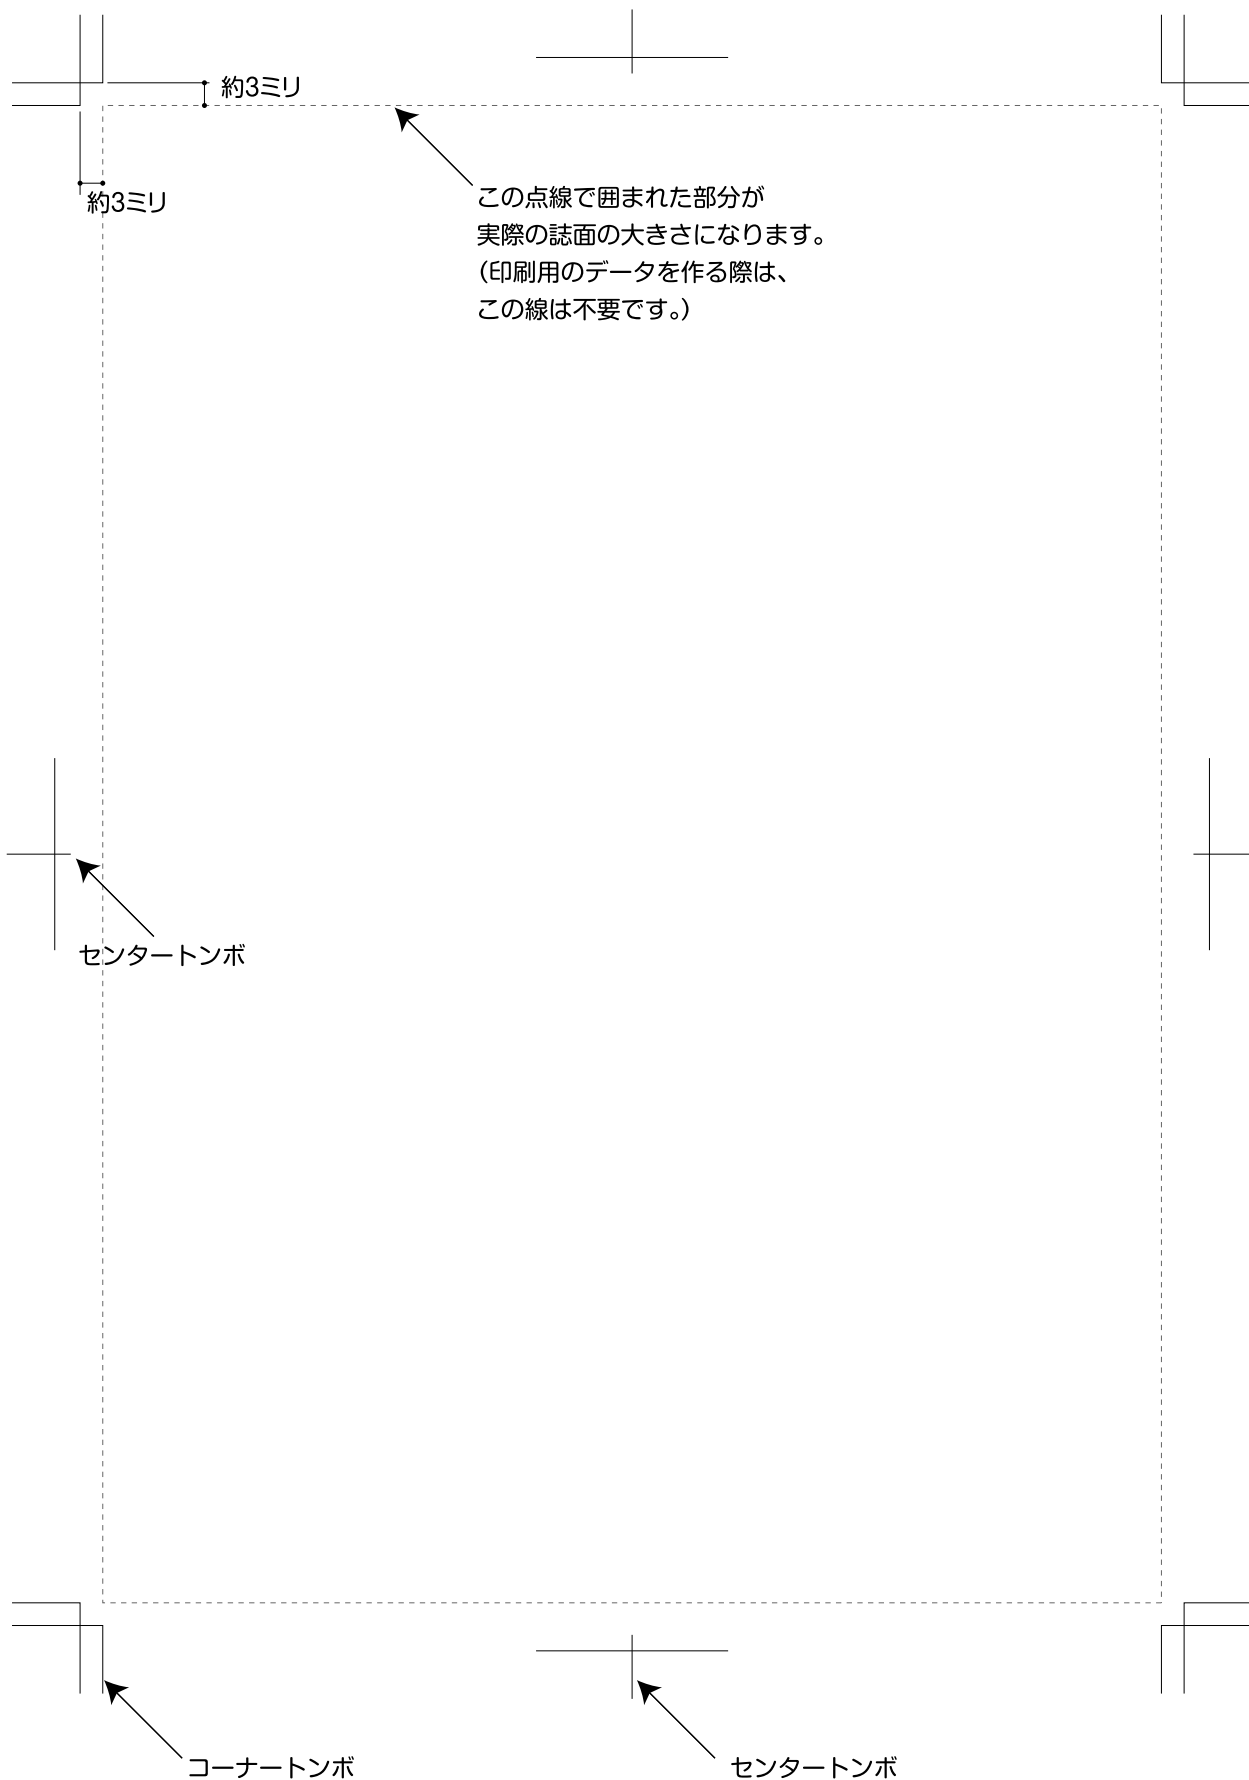 約3ミリ
約3ミリ
この点線で囲まれた部分が
実際の誌面の大きさになります。
（印刷用のデータを作る際は、
この線は不要です。）
センタートンボ
コーナートンボ
センタートンボ